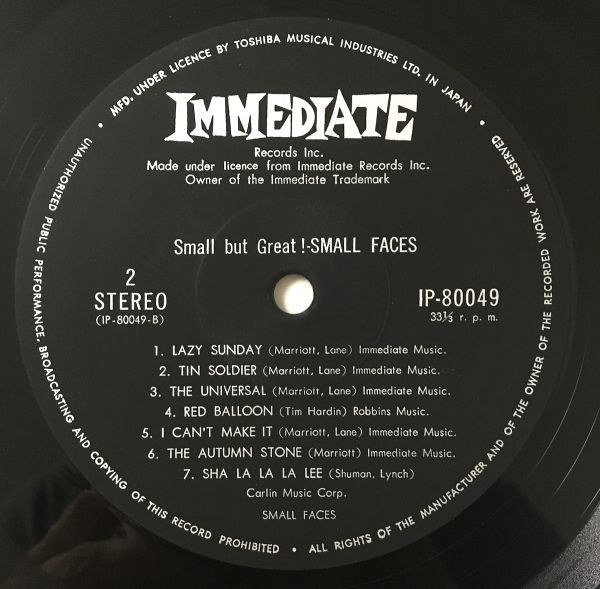 • MFD. UNDER LICENCE BY TOSHIBA MUSICAL INDUSTRIES LTD. IN JAPAN •
IMMEDIATE
Records Inc.
Made under licence from Immediate Records Inc.
Owner of the Immediate Trademark
Small but Great!-SMALL FACES
2
STEREO
(IP-80049-B)
IP-80049
33⅓ r. p. m.
1. LAZY SUNDAY (Marriott, Lane) Immediate Music.
2. TIN SOLDIER (Marriott, Lane) Immediate Music.
3. THE UNIVERSAL (Marriott, Lane) Immediate Music.
4. RED BALLOON (Tim Hardin) Robbins Music.
5. I CAN'T MAKE IT (Marriott, Lane) Immediate Music.
6. THE AUTUMN STONE (Marriott) Immediate Music.
7. SHA LA LA LA LEE (Shuman, Lynch)
Carlin Music Corp.
SMALL FACES
UNAUTHORIZED PUBLIC PERFORMANCE, BROADCASTING AND COPYING OF THIS RECORD PROHIBITED • ALL RIGHTS OF THE MANUFACTURER AND OF THE OWNER OF THE RECORDED WORK ARE RESERVED